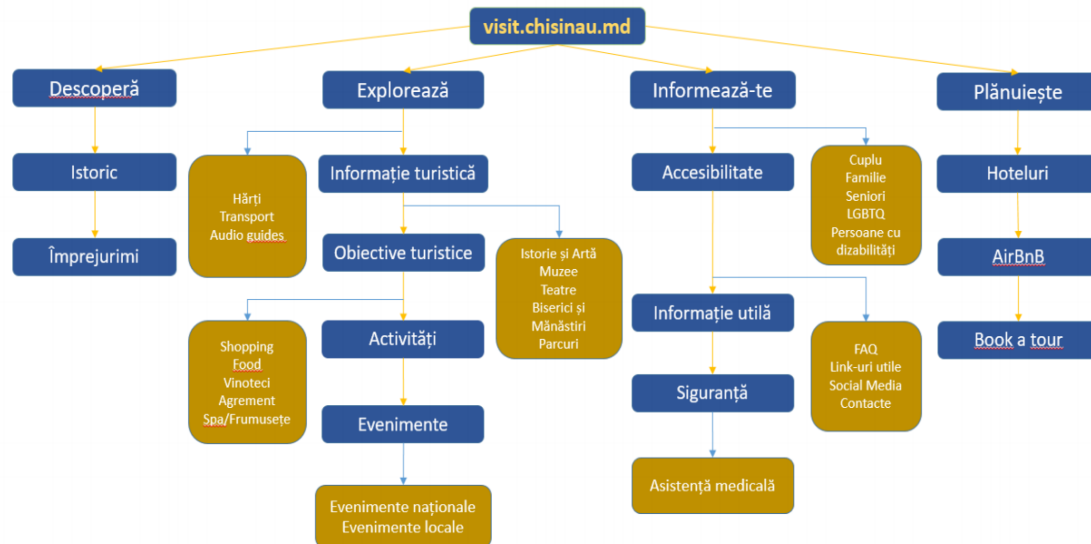 visit.chisinau.md
Descoperă
Istoric
Împrejurimi
Explorează
Hărți
Transport
Audio guides
Informație turistică
Obiective turistice
Istorie și Artă
Muzee
Teatre
Biserici și
Mănăstiri
Parcuri
Shopping
Food
Vinoteci
Agrement
Spa/Frumusețe
Activități
Evenimente
Evenimente naționale
Evenimente locale
Informează-te
Accesibilitate
Cuplu
Familie
Seniori
LGBTQ
Persoane cu
dizabilități
Informație utilă
FAQ
Link-uri utile
Social Media
Contacte
Siguranță
Asistență medicală
Plănuiește
Hoteluri
AirBnB
Book a tour